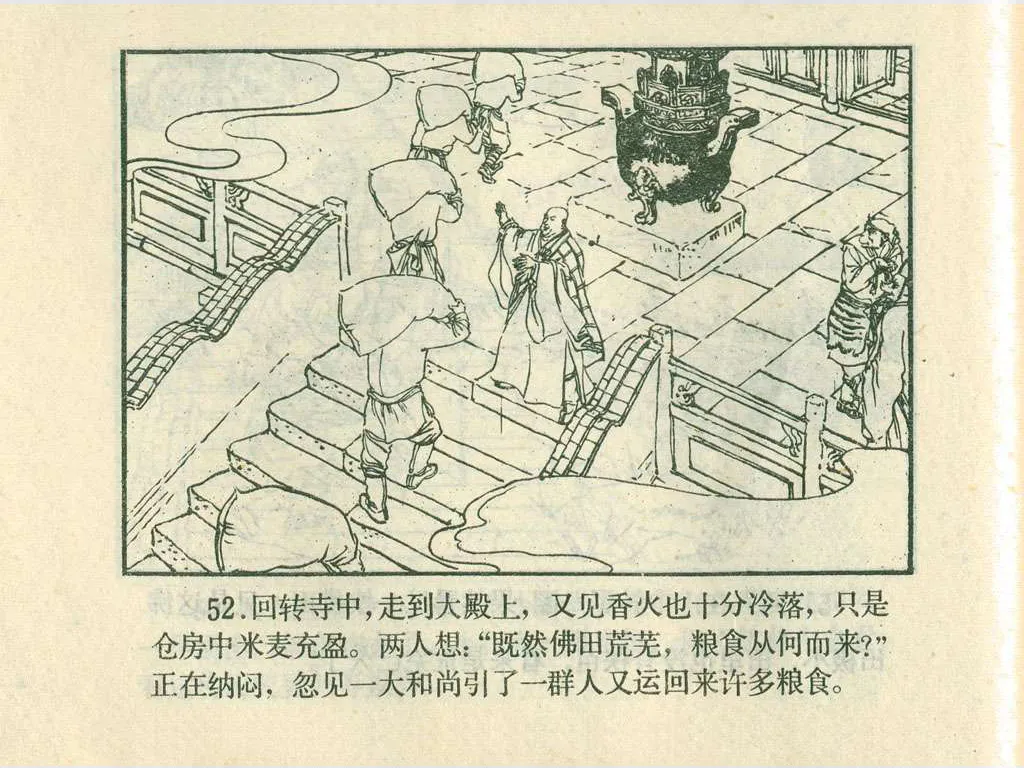 52.回转寺中，走到大殿上，又见香火也十分冷落，只是
仓房中米麦充盈。两人想：“既然佛田荒芜，粮食从何而来？”
正在纳闷，忽见一大和尚引了一群人又运回来许多粮食。